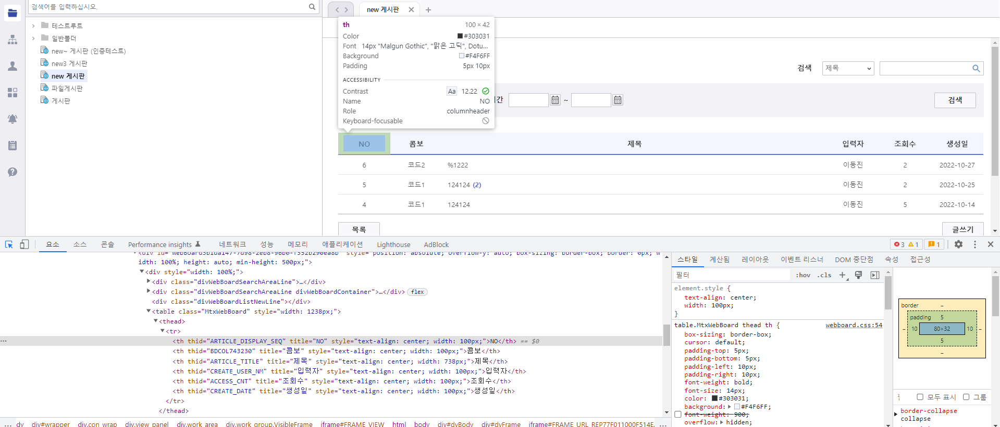 검색어를 입력하십시오.
테스트루트
일반폴더
new~ 게시판 (인증테스트)
new3 게시판
new 게시판
파일게시판
게시판
new 게시판
th 100 × 42
Color #303031
Font 14px "Malgun Gothic", "맑은 고딕", Dotu...
Background #F4F6FF
Padding 5px 10px
ACCESSIBILITY
Contrast Aa 12.22
Name NO
Role columnheader
Keyboard-focusable
검색 제목
간 ~ 검색
NO 콤보 제목 입력자 조회수 생성일
6 코드2 %1222 이동진 2 2022-10-27
5 코드1 124124 (2) 이동진 2 2022-10-25
4 코드1 124124 이동진 5 2022-10-14
목록 글쓰기
요소 소스 콘솔 Performance insights 네트워크 성능 메모리 애플리케이션 Lighthouse AdBlock 3 1 1
style="position: absolute; overflow-y: auto; box-sizing: border-box; border: 0px; w
idth: 100%; height: auto; min-height: 500px;">
<div style="width: 100%;">
<div class="divWebBoardSearchAreaLine">…</div>
<div class="divWebBoardSearchAreaLine divWebBoardContainer">…</div> flex
<div class="divWebBoardListNewLine"></div>
<table class="MtxWebBoard" style="width: 1238px;">
<thead>
<tr>
... <th thid="ARTICLE_DISPLAY_SEQ" title="NO" style="text-align: center; width: 100px;">NO</th> == $0
<th thid="BDCOL743230" title="콤보" style="text-align: center; width: 100px;">콤보</th>
<th thid="ARTICLE_TITLE" title="제목" style="text-align: center; width: 738px;">제목</th>
<th thid="CREATE_USER_NM" title="입력자" style="text-align: center; width: 100px;">입력자</th>
<th thid="ACCESS_CNT" title="조회수" style="text-align: center; width: 100px;">조회수</th>
<th thid="CREATE_DATE" title="생성일" style="text-align: center; width: 100px;">생성일</th>
</tr>
</thead>
... dy div#wrapper div.con_wrap div.view_panel div.work_area div.work_group.VisibleFrame iframe#FRAME_VIEW html body div#dvBody div#dvFrame iframe#FRAME_URL_REP77F011000F514E ...
스타일 계산됨 레이아웃 이벤트 리스너 DOM 중단점 속성 접근성
필터 :hov .cls
element.style {
text-align: center;
width: 100px;
}
table.MtxWebBoard thead th { webboard.css:54
box-sizing: border-box;
cursor: default;
padding-top: 5px;
padding-bottom: 5px;
padding-left: 10px;
padding-right: 10px;
font-weight: bold;
font-size: 14px;
color: #303031;
background: #F4F6FF;
font-weight: 900;
overflow: hidden;
border –
padding 5
– 10 80×32 10 –
5
–
모두 표시 그룹
border-collapse
collapse